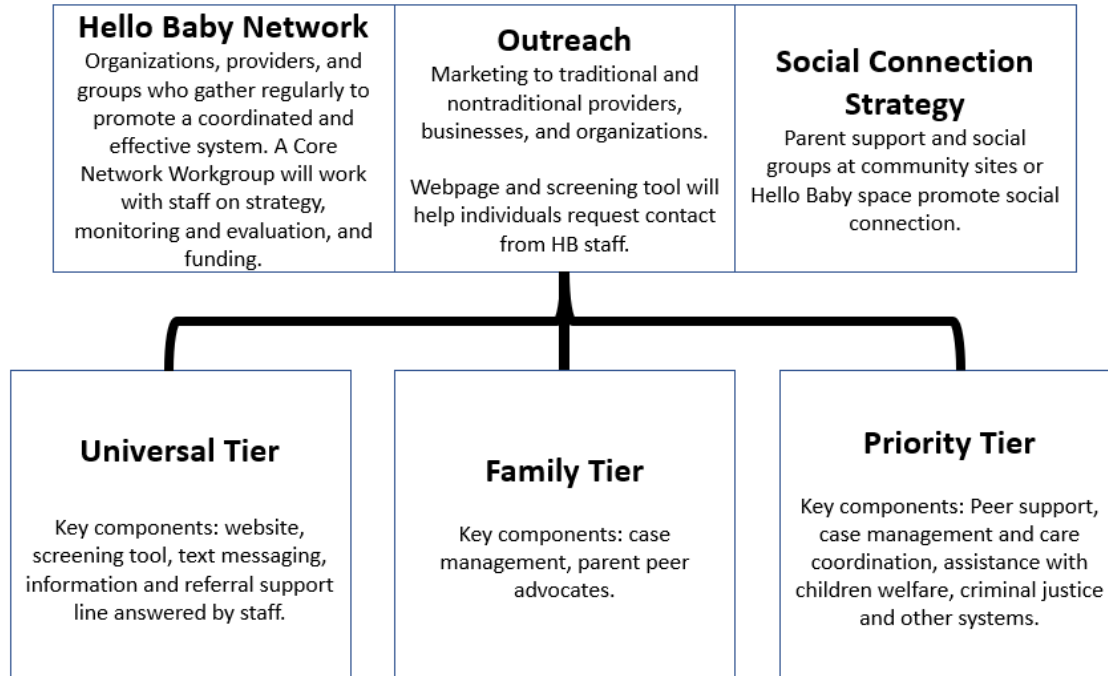 Hello Baby Network
Organizations, providers, and
groups who gather regularly to
promote a coordinated and
effective system. A Core
Network Workgroup will work
with staff on strategy,
monitoring and evaluation, and
funding.
Outreach
Marketing to traditional and
nontraditional providers,
businesses, and organizations.
Webpage and screening tool will
help individuals request contact
from HB staff.
Social Connection
Strategy
Parent support and social
groups at community sites or
Hello Baby space promote social
connection.
Universal Tier
Key components: website,
screening tool, text messaging,
information and referral support
line answered by staff.
Family Tier
Key components: case
management, parent peer
advocates.
Priority Tier
Key components: Peer support,
case management and care
coordination, assistance with
children welfare, criminal justice
and other systems.